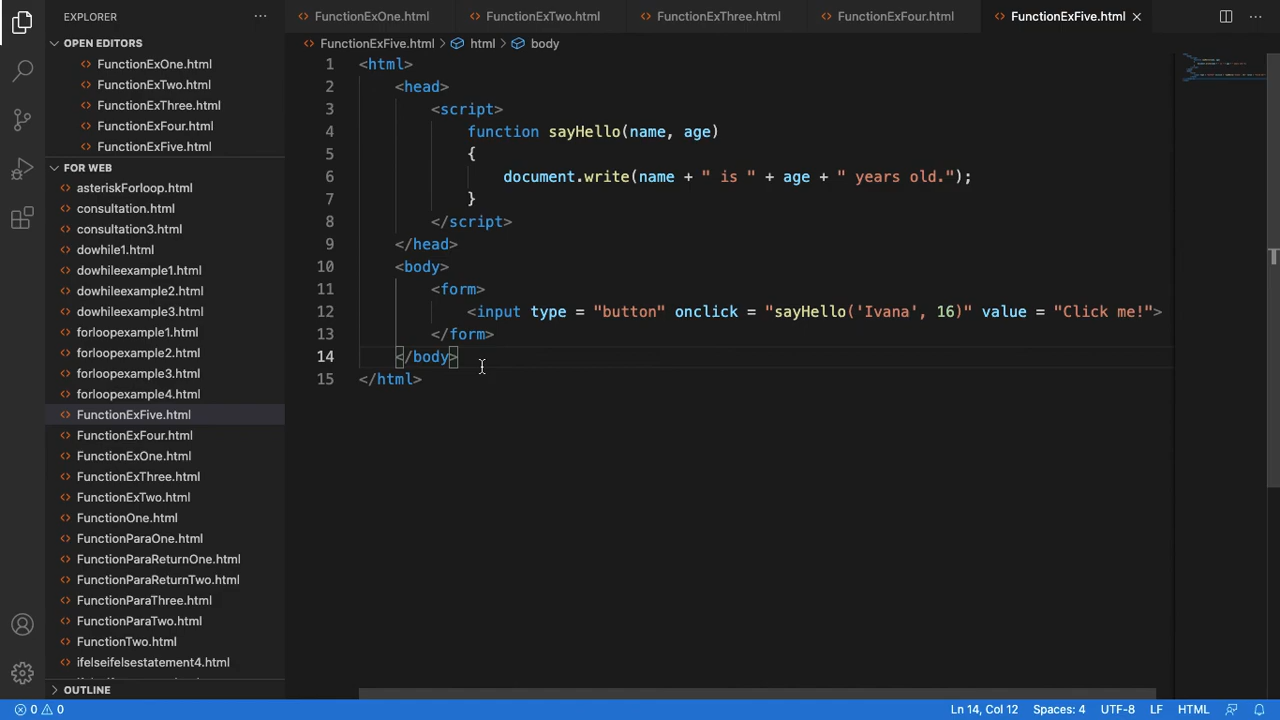 EXPLORER
OPEN EDITORS
FunctionExOne.html
FunctionExTwo.html
FunctionExThree.html
FunctionExFour.html
FunctionExFive.html
FOR WEB
asteriskForloop.html
consultation.html
consultation3.html
dowhile1.html
dowhileexample1.html
dowhileexample2.html
dowhileexample3.html
forloopexample1.html
forloopexample2.html
forloopexample3.html
forloopexample4.html
FunctionExFive.html
FunctionExFour.html
FunctionExOne.html
FunctionExThree.html
FunctionExTwo.html
FunctionOne.html
FunctionParaOne.html
FunctionParaReturnOne.html
FunctionParaReturnTwo.html
FunctionParaThree.html
FunctionParaTwo.html
FunctionTwo.html
ifelseifelsestatement4.html
OUTLINE
FunctionExOne.html FunctionExTwo.html FunctionExThree.html FunctionExFour.html FunctionExFive.html
FunctionExFive.html > html > body
1 <html>
2 <head>
3 <script>
4 function sayHello(name, age)
5 {
6 document.write(name + " is " + age + " years old.");
7 }
8 </script>
9 </head>
10 <body>
11 <form>
12 <input type = "button" onclick = "sayHello('Ivana', 16)" value = "Click me!">
13 </form>
14 </body>
15 </html>
0 0 Ln 14, Col 12 Spaces: 4 UTF-8 LF HTML